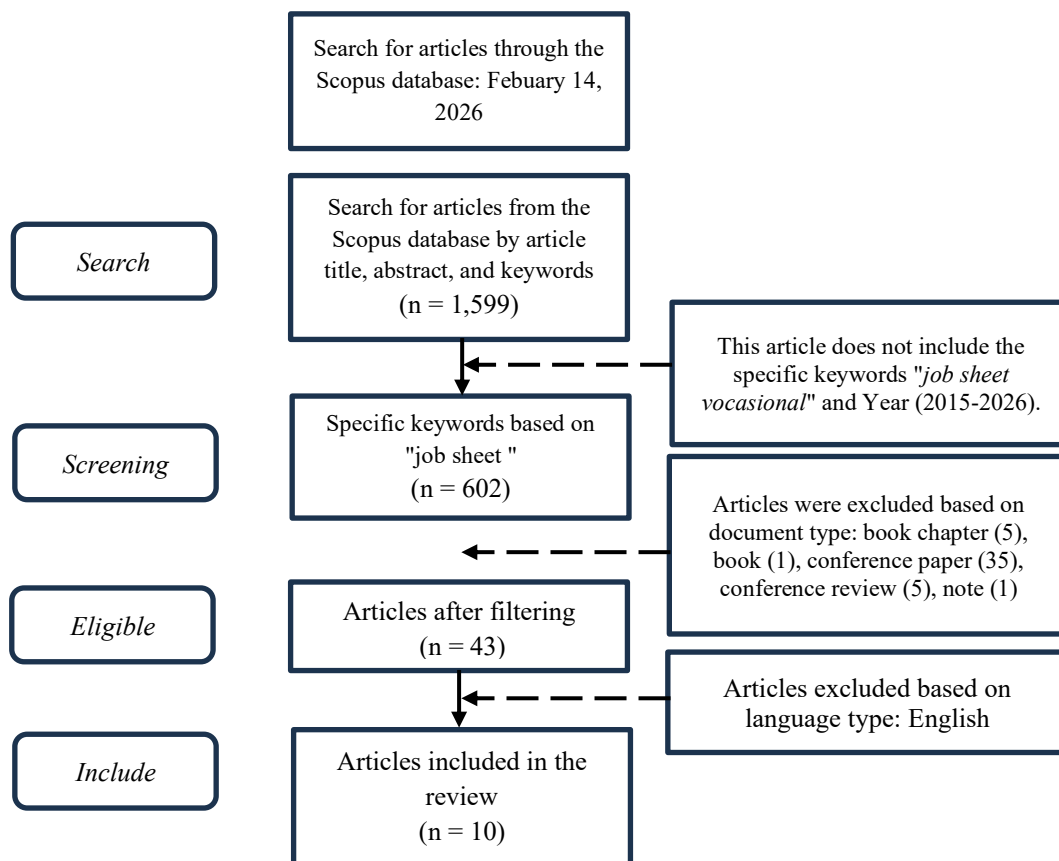 Search for articles through the
Scopus database: Febuary 14,
2026
Search
Search for articles from the
Scopus database by article
title, abstract, and keywords
(n = 1,599)
This article does not include the
specific keywords "job sheet
vocasional" and Year (2015-2026).
Screening
Specific keywords based on
"job sheet "
(n = 602)
Articles were excluded based on
document type: book chapter (5),
book (1), conference paper (35),
conference review (5), note (1)
Eligible
Articles after filtering
(n = 43)
Articles excluded based on
language type: English
Include
Articles included in the
review
(n = 10)